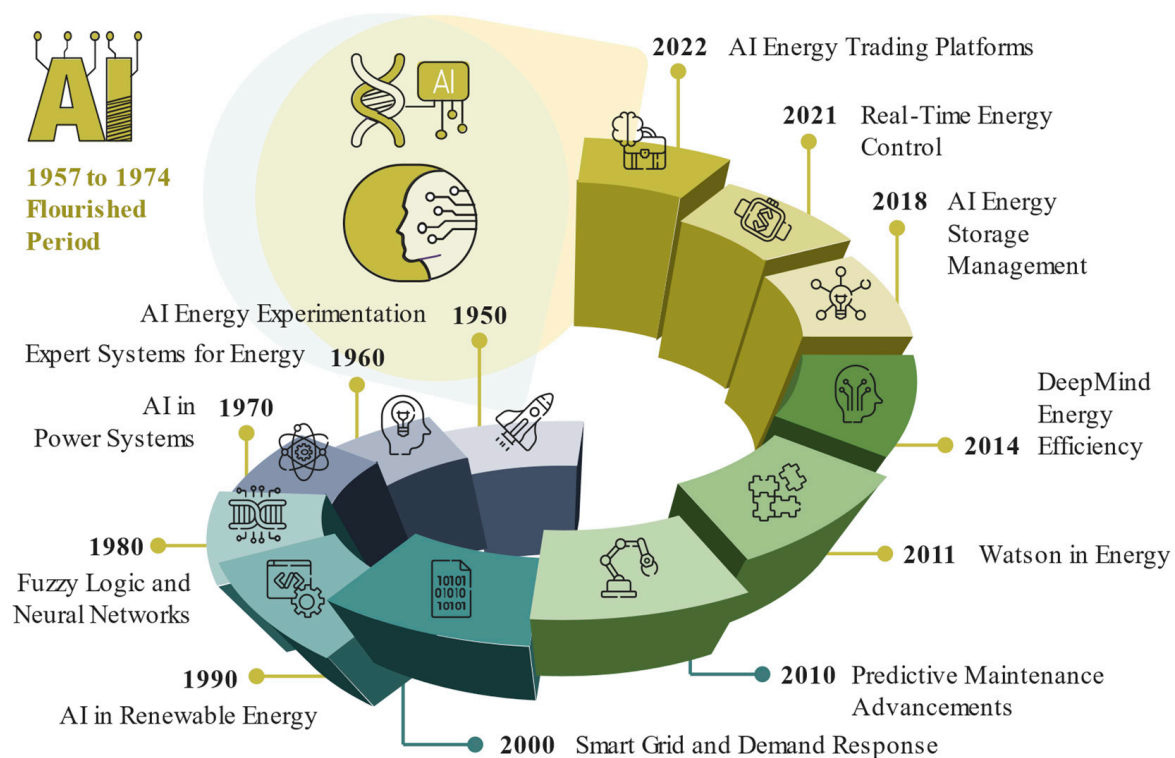 AI
1957 to 1974
Flourished
Period
AI
2022 AI Energy Trading Platforms
2021 Real-Time Energy
Control
2018 AI Energy
Storage
Management
DeepMind
Energy
2014 Efficiency
2011 Watson in Energy
2010 Predictive Maintenance
Advancements
2000 Smart Grid and Demand Response
1990
AI in Renewable Energy
1980
Fuzzy Logic and
Neural Networks
AI in 1970
Power Systems
Expert Systems for Energy 1960
AI Energy Experimentation 1950
10101
01010
10101